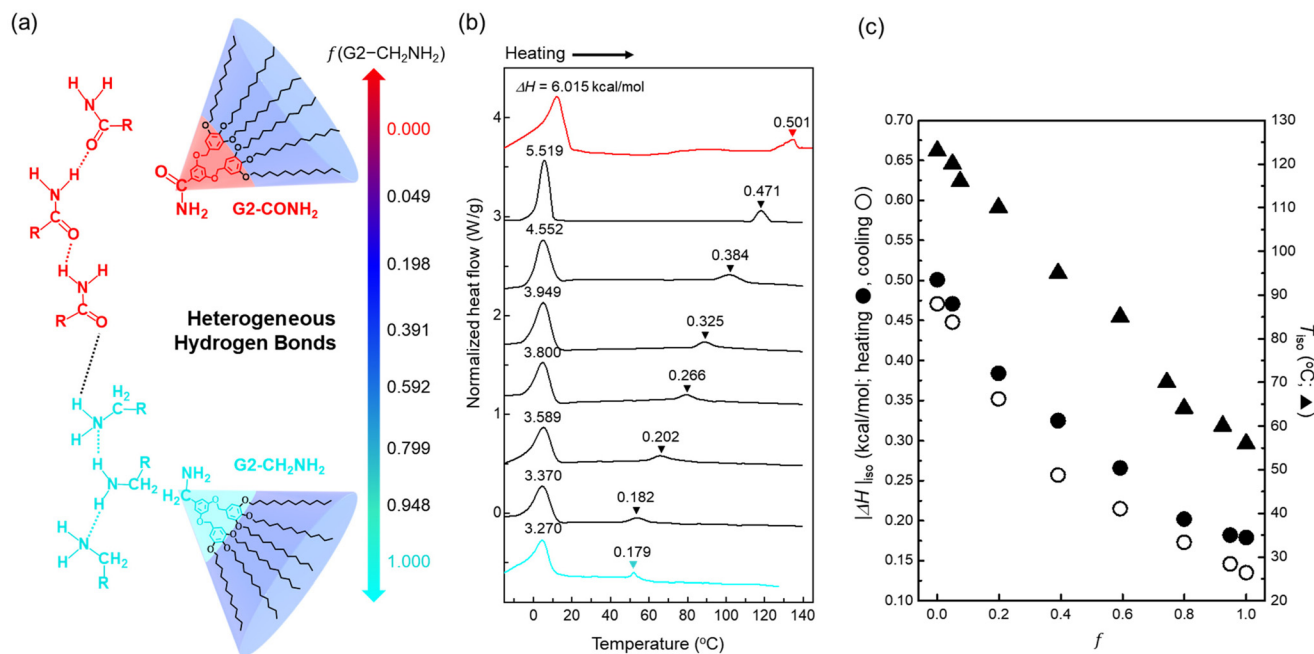 (a)
f(G2−CH₂NH₂)
0.000
0.049
0.198
0.391
0.592
0.799
0.948
1.000
H
H
N
C
R
O
H
H
N
C
R
O
H
H
N
C
R
O
O
C
NH₂
G2-CONH₂
Heterogeneous
Hydrogen Bonds
H
H₂
C
H
N
R
R
H
N
CH₂
H
H
H
N
CH₂
R
NH₂
H₂C
G2-CH₂NH₂
(b)
Heating
ΔH = 6.015 kcal/mol
0.501
5.519
0.471
4.552
0.384
3.949
0.325
3.800
0.266
3.589
0.202
3.370
0.182
3.270
0.179
Normalized heat flow (W/g)
4
3
2
1
0
0 20 40 60 80 100 120 140
Temperature (°C)
(c)
|ΔH|iso (kcal/mol; heating ●, cooling ○)
0.70
0.65
0.60
0.55
0.50
0.45
0.40
0.35
0.30
0.25
0.20
0.15
0.10
0.0 0.2 0.4 0.6 0.8 1.0
f
130
120
110
100
90
80
70
60
50
40
30
20
Tiso (°C; ▲)